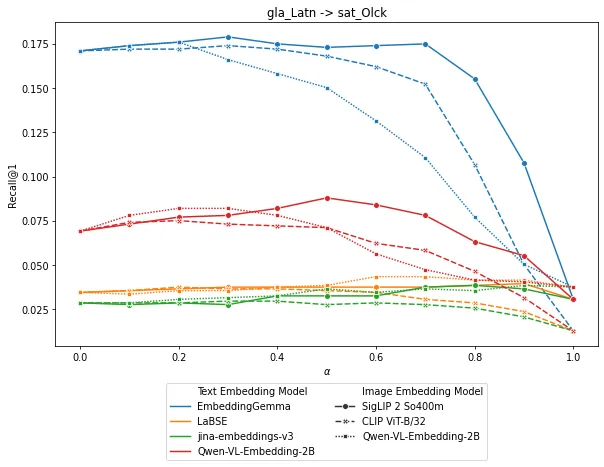 gla_Latn -> sat_Olck
Recall@1
0.175
0.150
0.125
0.100
0.075
0.050
0.025
0.0 0.2 0.4 0.6 0.8 1.0
α
Text Embedding Model Image Embedding Model
EmbeddingGemma SigLIP 2 So400m
LaBSE CLIP ViT-B/32
jina-embeddings-v3 Qwen-VL-Embedding-2B
Qwen-VL-Embedding-2B